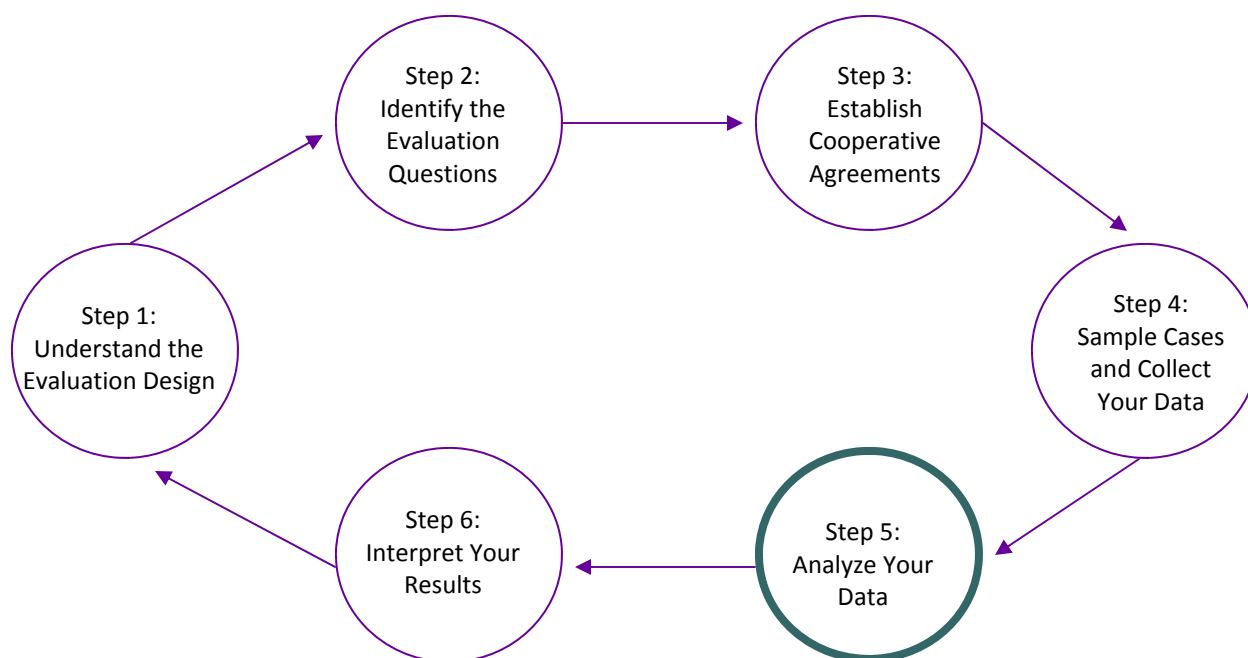 Step 1:
Understand the
Evaluation Design
Step 2:
Identify the
Evaluation
Questions
Step 3:
Establish
Cooperative
Agreements
Step 4:
Sample Cases
and Collect
Your Data
Step 5:
Analyze Your
Data
Step 6:
Interpret Your
Results